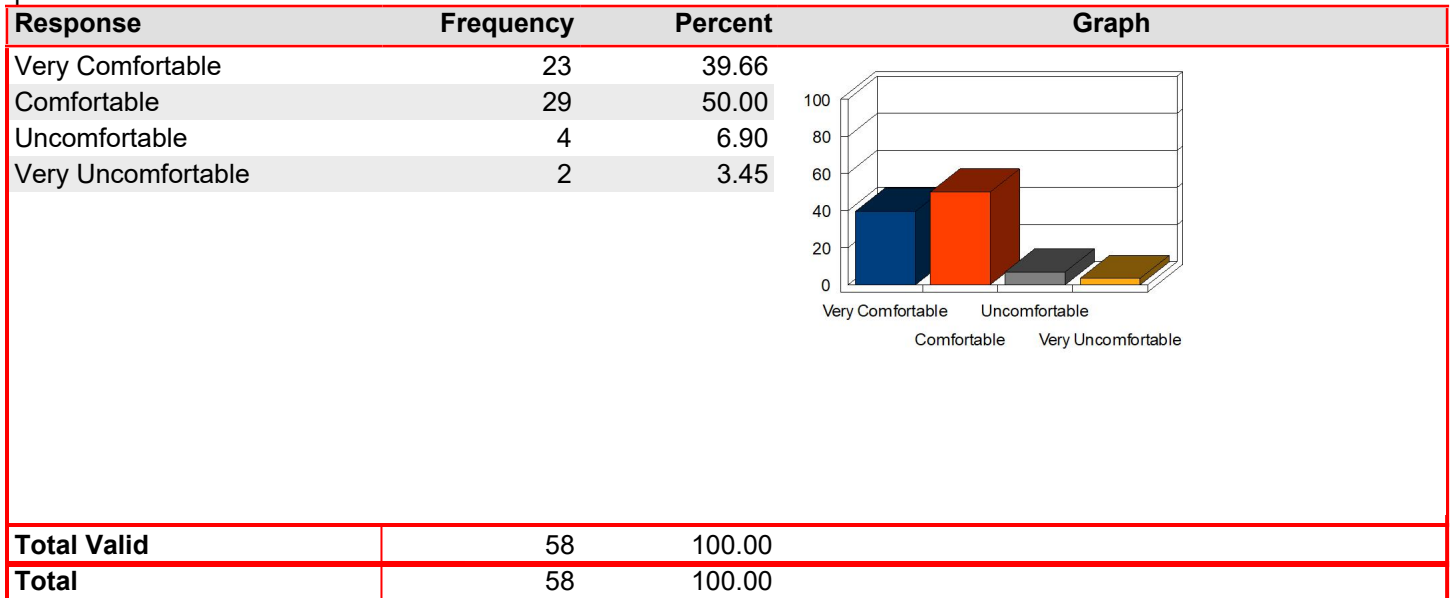 Response Frequency Percent Graph
Very Comfortable 23 39.66
Comfortable 29 50.00
Uncomfortable 4 6.90
Very Uncomfortable 2 3.45
100
80
60
40
20
0
Very Comfortable Uncomfortable
Comfortable Very Uncomfortable
Total Valid 58 100.00
Total 58 100.00